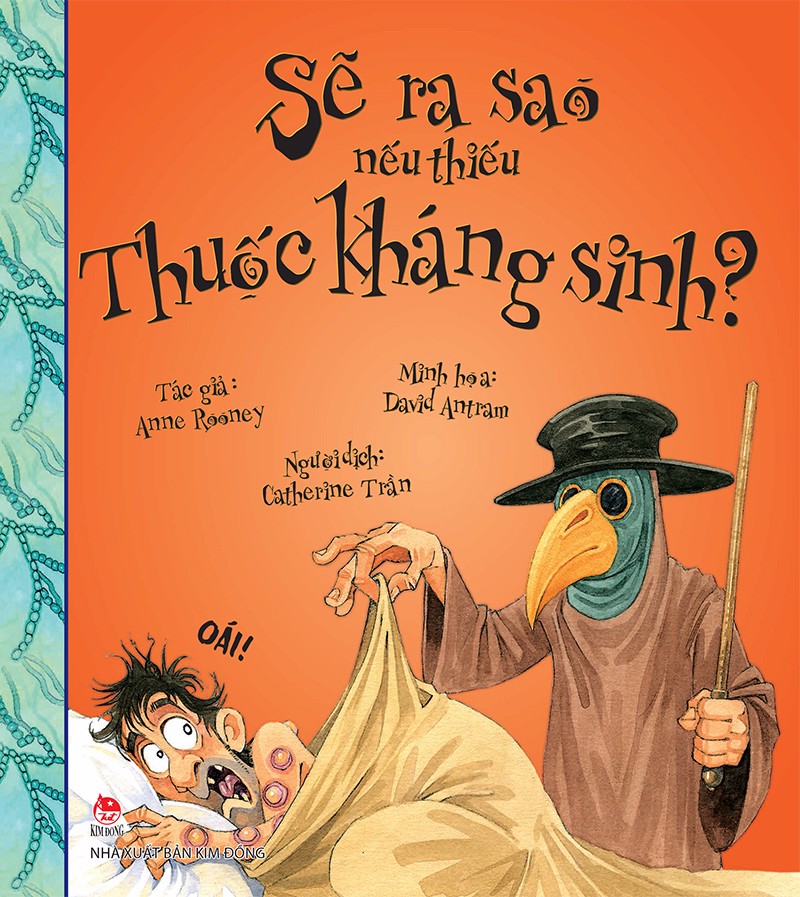 Sẽ ra sao
nếu thiếu
Thuốc kháng sinh?
Tác giả:
Anne Rooney
Minh họa:
David Antram
Người dịch:
Catherine Trần
OÁI!
KIM ĐỒNG
NHÀ XUẤT BẢN KIM ĐỒNG